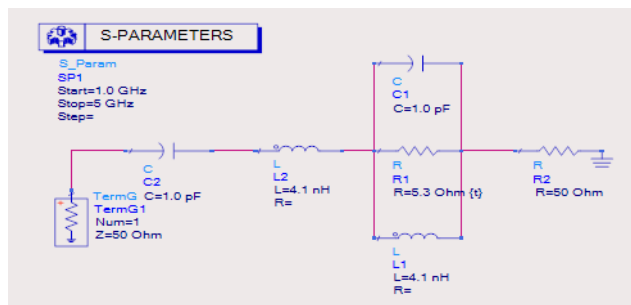 S-PARAMETERS
S_Param
SP1
Start=1.0 GHz
Stop=5 GHz
Step=
C
C1
C=1.0 pF
C
C2
C=1.0 pF
L
L2
L=4.1 nH
R=
R
R1
R=5.3 Ohm {t}
R
R2
R=50 Ohm
TermG
TermG1
Num=1
Z=50 Ohm
L
L1
L=4.1 nH
R=